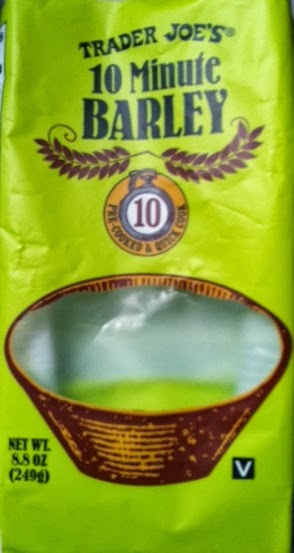 TRADER JOE'S®
10 Minute
BARLEY
10
PRE-COOKED & QUICK COOK
NET WT.
8.8 OZ
(249g)
V